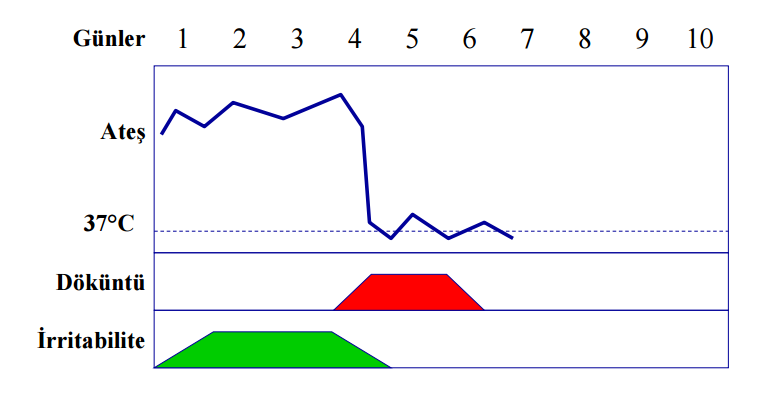 Günler 1 2 3 4 5 6 7 8 9 10
Ateş
37°C
Döküntü
İrritabilite